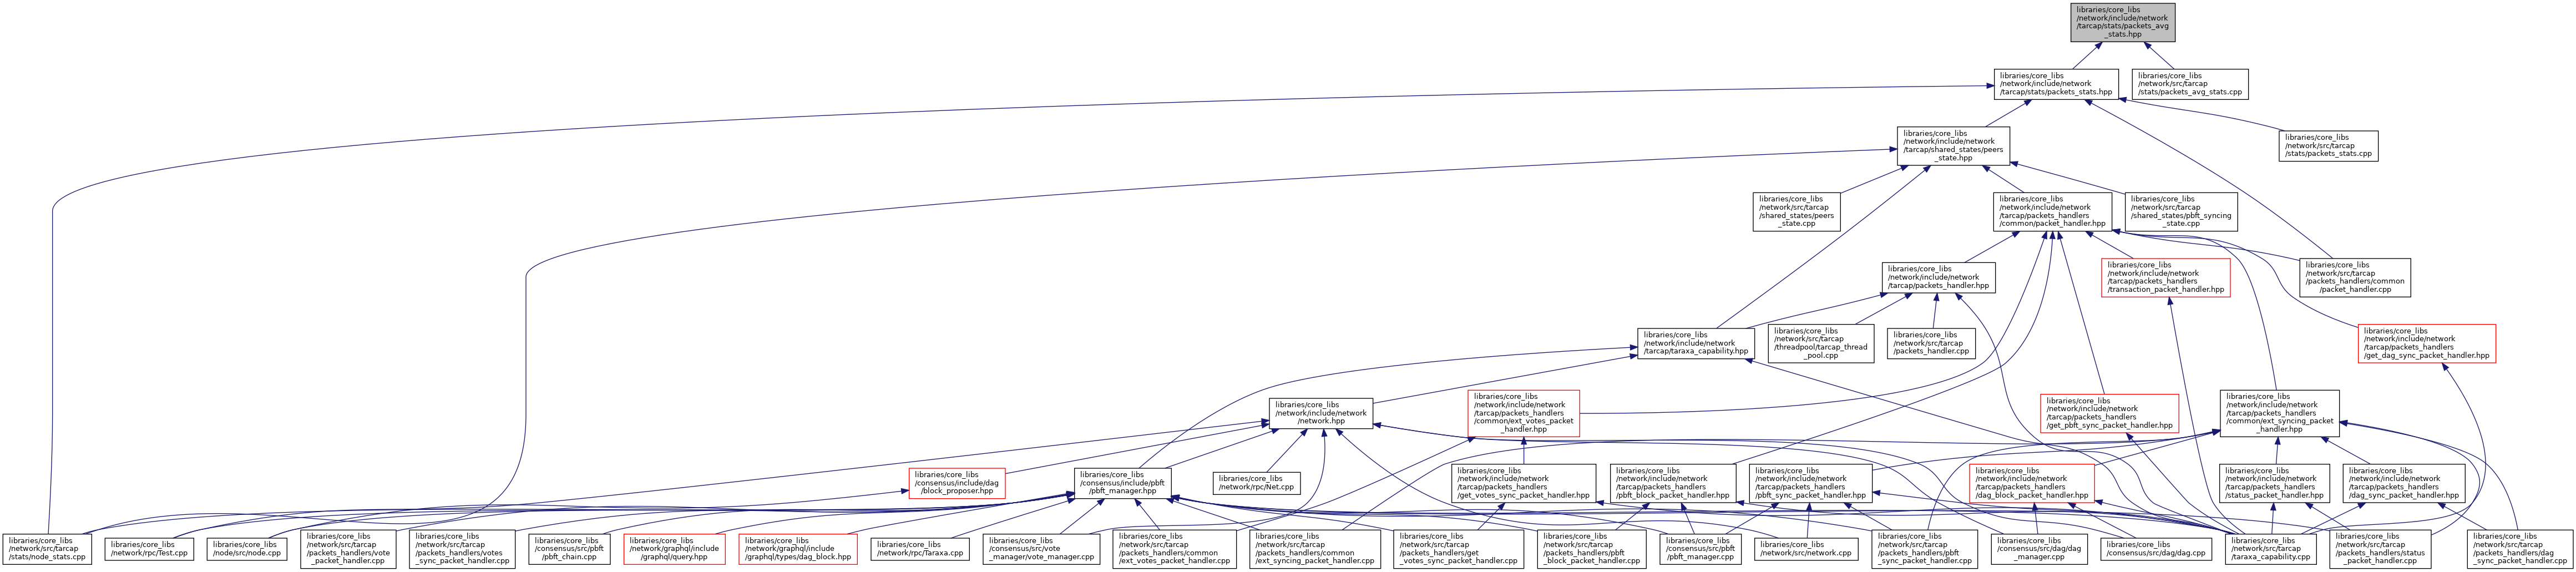 libraries/core_libs
/network/include/network
/tarcap/stats/packets_avg
_stats.hpp
libraries/core_libs
/network/include/network
/tarcap/stats/packets_stats.hpp
libraries/core_libs
/network/src/tarcap
/stats/packets_avg_stats.cpp
libraries/core_libs
/network/include/network
/tarcap/shared_states/peers
_state.hpp
libraries/core_libs
/network/src/tarcap
/stats/packets_stats.cpp
libraries/core_libs
/network/src/tarcap
/shared_states/peers
_state.cpp
libraries/core_libs
/network/include/network
/tarcap/packets_handlers
/common/packet_handler.hpp
libraries/core_libs
/network/src/tarcap
/shared_states/pbft_syncing
_state.cpp
libraries/core_libs
/network/include/network
/tarcap/packets_handler.hpp
libraries/core_libs
/network/include/network
/tarcap/packets_handlers
/transaction_packet_handler.hpp
libraries/core_libs
/network/src/tarcap
/packets_handlers/common
/packet_handler.cpp
libraries/core_libs
/network/include/network
/tarcap/taraxa_capability.hpp
libraries/core_libs
/network/src/tarcap
/threadpool/tarcap_thread
_pool.cpp
libraries/core_libs
/network/src/tarcap
/packets_handler.cpp
libraries/core_libs
/network/include/network
/tarcap/packets_handlers
/get_dag_sync_packet_handler.hpp
libraries/core_libs
/network/include/network
/network.hpp
libraries/core_libs
/network/include/network
/tarcap/packets_handlers
/common/ext_votes_packet
_handler.hpp
libraries/core_libs
/network/include/network
/tarcap/packets_handlers
/get_pbft_sync_packet_handler.hpp
libraries/core_libs
/network/include/network
/tarcap/packets_handlers
/common/ext_syncing_packet
_handler.hpp
libraries/core_libs
/consensus/include/dag
/block_proposer.hpp
libraries/core_libs
/consensus/include/pbft
/pbft_manager.hpp
libraries/core_libs
/network/rpc/Net.cpp
libraries/core_libs
/network/include/network
/tarcap/packets_handlers
/get_votes_sync_packet_handler.hpp
libraries/core_libs
/network/include/network
/tarcap/packets_handlers
/pbft_block_packet_handler.hpp
libraries/core_libs
/network/include/network
/tarcap/packets_handlers
/pbft_sync_packet_handler.hpp
libraries/core_libs
/network/include/network
/tarcap/packets_handlers
/dag_block_packet_handler.hpp
libraries/core_libs
/network/include/network
/tarcap/packets_handlers
/status_packet_handler.hpp
libraries/core_libs
/network/include/network
/tarcap/packets_handlers
/dag_sync_packet_handler.hpp
libraries/core_libs
/network/src/tarcap
/stats/node_stats.cpp
libraries/core_libs
/network/rpc/Test.cpp
libraries/core_libs
/node/src/node.cpp
libraries/core_libs
/network/src/tarcap
/packets_handlers/vote
_packet_handler.cpp
libraries/core_libs
/network/src/tarcap
/packets_handlers/votes
_sync_packet_handler.cpp
libraries/core_libs
/consensus/src/pbft
/pbft_chain.cpp
libraries/core_libs
/network/graphql/include
/graphql/query.hpp
libraries/core_libs
/network/graphql/include
/graphql/types/dag_block.hpp
libraries/core_libs
/network/rpc/Taraxa.cpp
libraries/core_libs
/consensus/src/vote
_manager/vote_manager.cpp
libraries/core_libs
/network/src/tarcap
/packets_handlers/common
/ext_votes_packet_handler.cpp
libraries/core_libs
/network/src/tarcap
/packets_handlers/common
/ext_syncing_packet_handler.cpp
libraries/core_libs
/network/src/tarcap
/packets_handlers/get
_votes_sync_packet_handler.cpp
libraries/core_libs
/network/src/tarcap
/packets_handlers/pbft
_block_packet_handler.cpp
libraries/core_libs
/consensus/src/pbft
/pbft_manager.cpp
libraries/core_libs
/network/src/network.cpp
libraries/core_libs
/network/src/tarcap
/packets_handlers/pbft
_sync_packet_handler.cpp
libraries/core_libs
/consensus/src/dag/dag
_manager.cpp
libraries/core_libs
/consensus/src/dag/dag.cpp
libraries/core_libs
/network/src/tarcap
/taraxa_capability.cpp
libraries/core_libs
/network/src/tarcap
/packets_handlers/status
_packet_handler.cpp
libraries/core_libs
/network/src/tarcap
/packets_handlers/dag
_sync_packet_handler.cpp